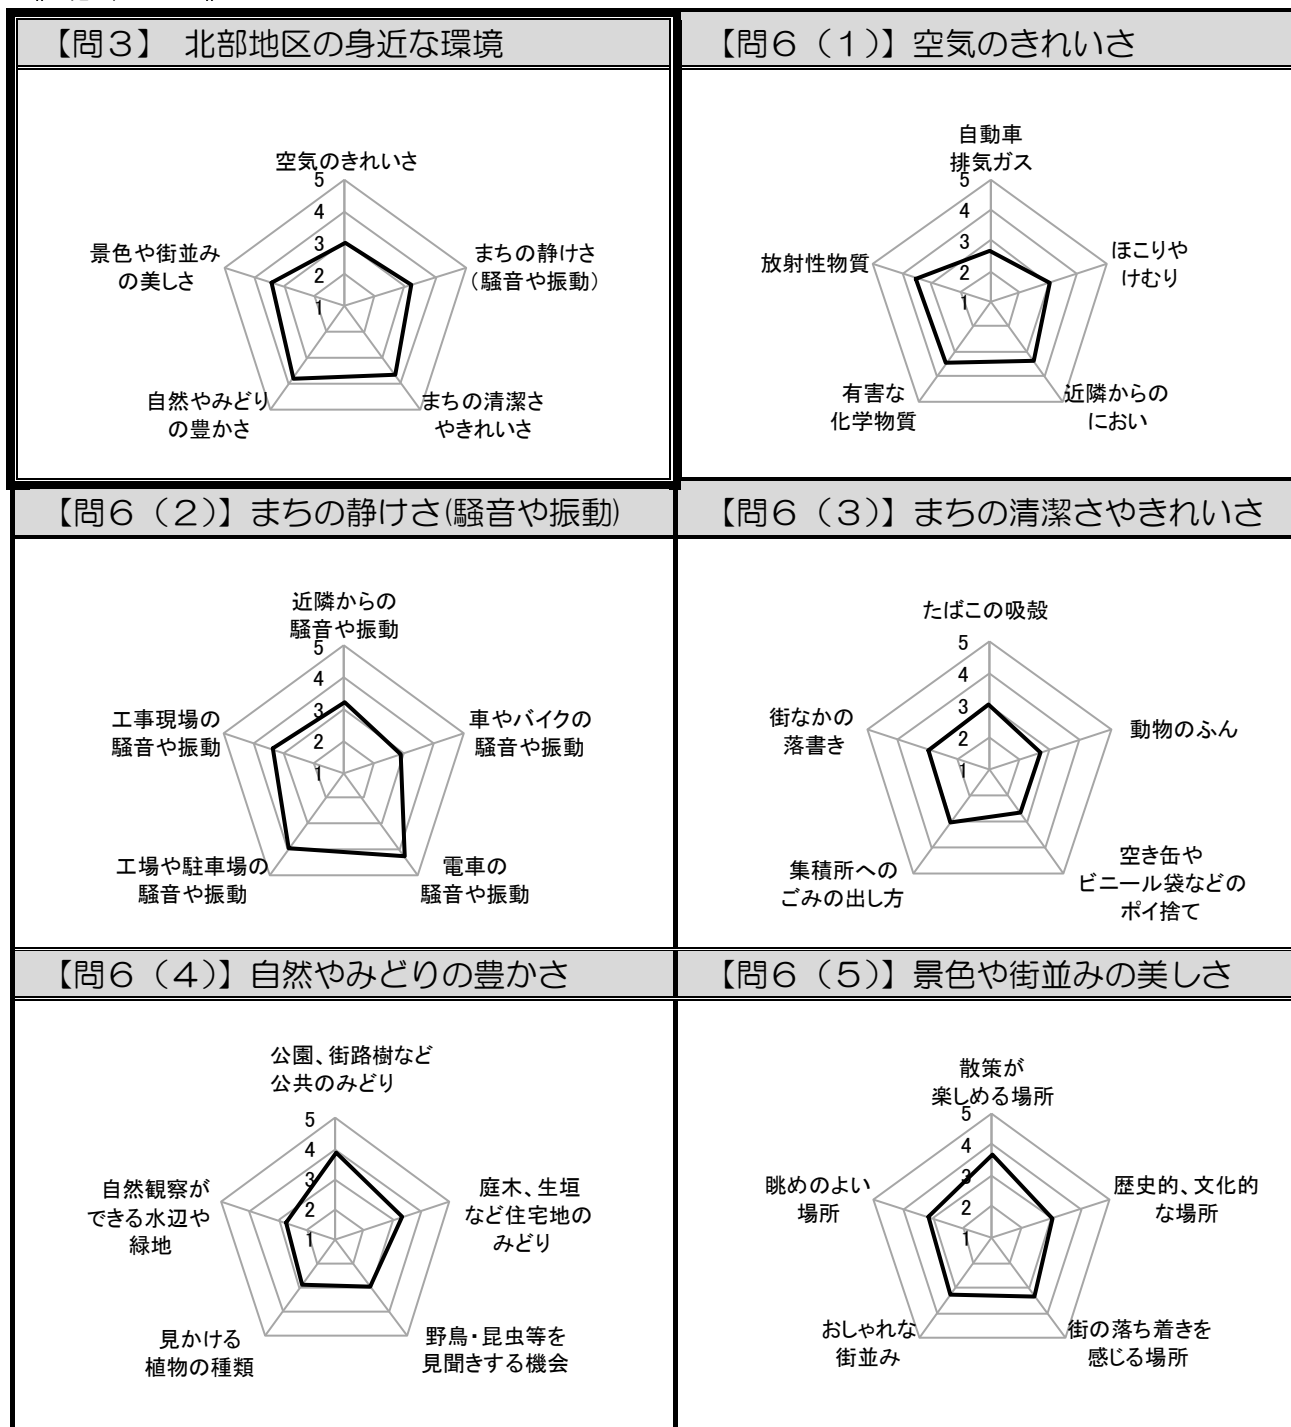 【問3】 北部地区の身近な環境
空気のきれいさ
5
4
3
2
1
まちの静けさ
(騒音や振動)
まちの清潔さ
やきれいさ
自然やみどり
の豊かさ
景色や街並み
の美しさ
【問6(1)】空気のきれいさ
自動車
排気ガス
5
4
3
2
1
ほこりや
けむり
近隣からの
におい
有害な
化学物質
放射性物質
【問6(2)】まちの静けさ(騒音や振動)
近隣からの
騒音や振動
5
4
3
2
1
車やバイクの
騒音や振動
電車の
騒音や振動
工場や駐車場の
騒音や振動
工事現場の
騒音や振動
【問6(3)】まちの清潔さやきれいさ
たばこの吸殻
5
4
3
2
1
動物のふん
空き缶や
ビニール袋などの
ポイ捨て
集積所への
ごみの出し方
街なかの
落書き
【問6(4)】自然やみどりの豊かさ
公園、街路樹など
公共のみどり
5
4
3
2
1
庭木、生垣
など住宅地の
みどり
野鳥・昆虫等を
見聞きする機会
見かける
植物の種類
自然観察が
できる水辺や
緑地
【問6(5)】景色や街並みの美しさ
散策が
楽しめる場所
5
4
3
2
1
歴史的、文化的
な場所
街の落ち着きを
感じる場所
おしゃれな
街並み
眺めのよい
場所